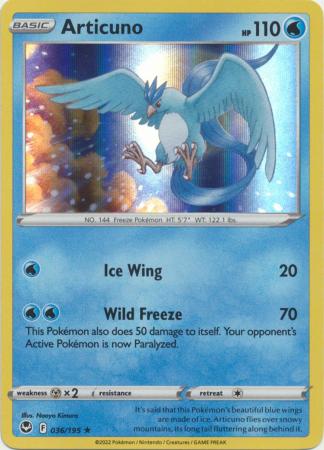 BASIC Articuno HP 110
NO. 144 Freeze Pokémon HT: 5'7" WT: 122.1 lbs.
Ice Wing 20
Wild Freeze 70
This Pokémon also does 50 damage to itself. Your opponent's
Active Pokémon is now Paralyzed.
weakness ×2 resistance retreat
Illus. Naoyo Kimura
It's said that this Pokémon's beautiful blue wings
are made of ice. Articuno flies over snowy
mountains, its long tail fluttering along behind it.
F 036/195 ★
©2022 Pokémon / Nintendo / Creatures / GAME FREAK